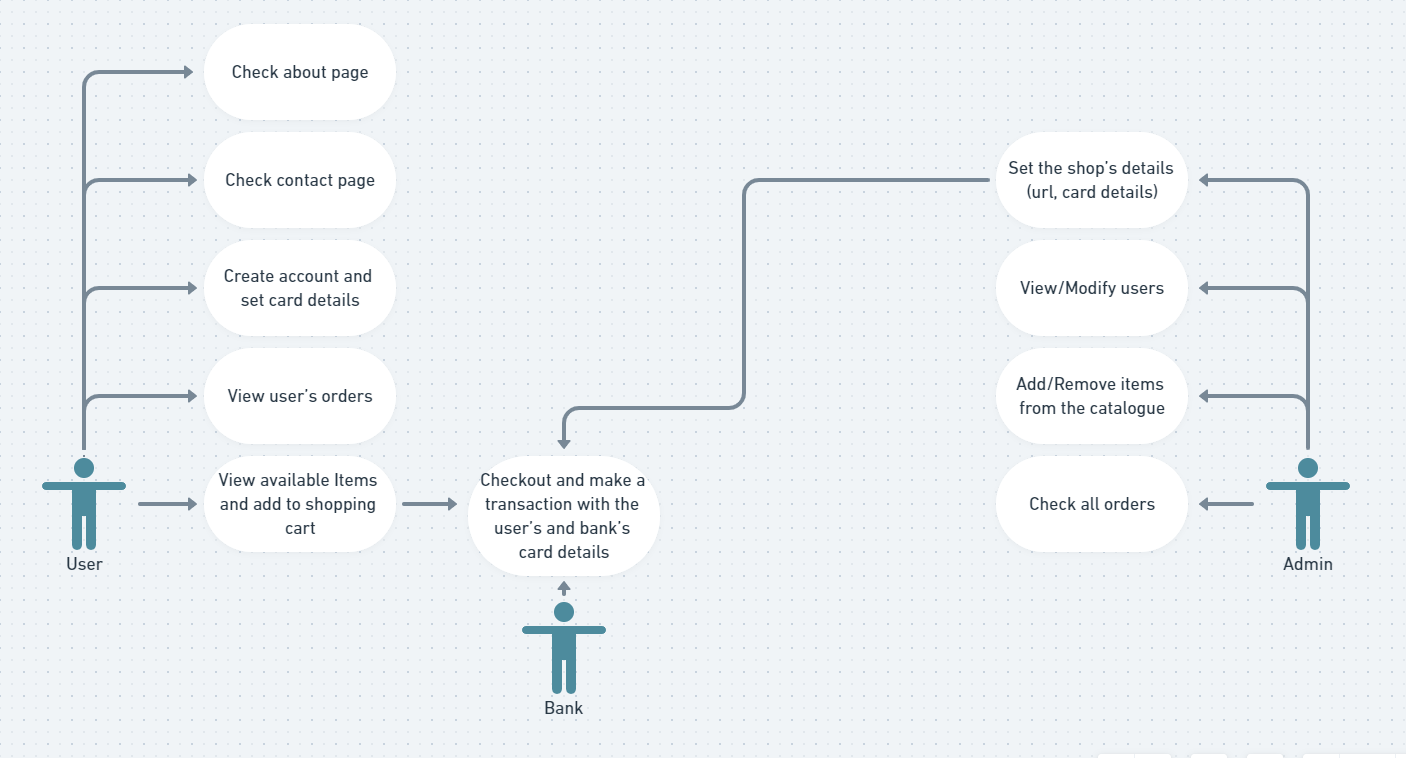 Check about page
Check contact page
Create account and
set card details
View user's orders
View available Items
and add to shopping
cart
User
Checkout and make a
transaction with the
user's and bank's
card details
Bank
Set the shop's details
(url, card details)
View/Modify users
Add/Remove items
from the catalogue
Check all orders
Admin